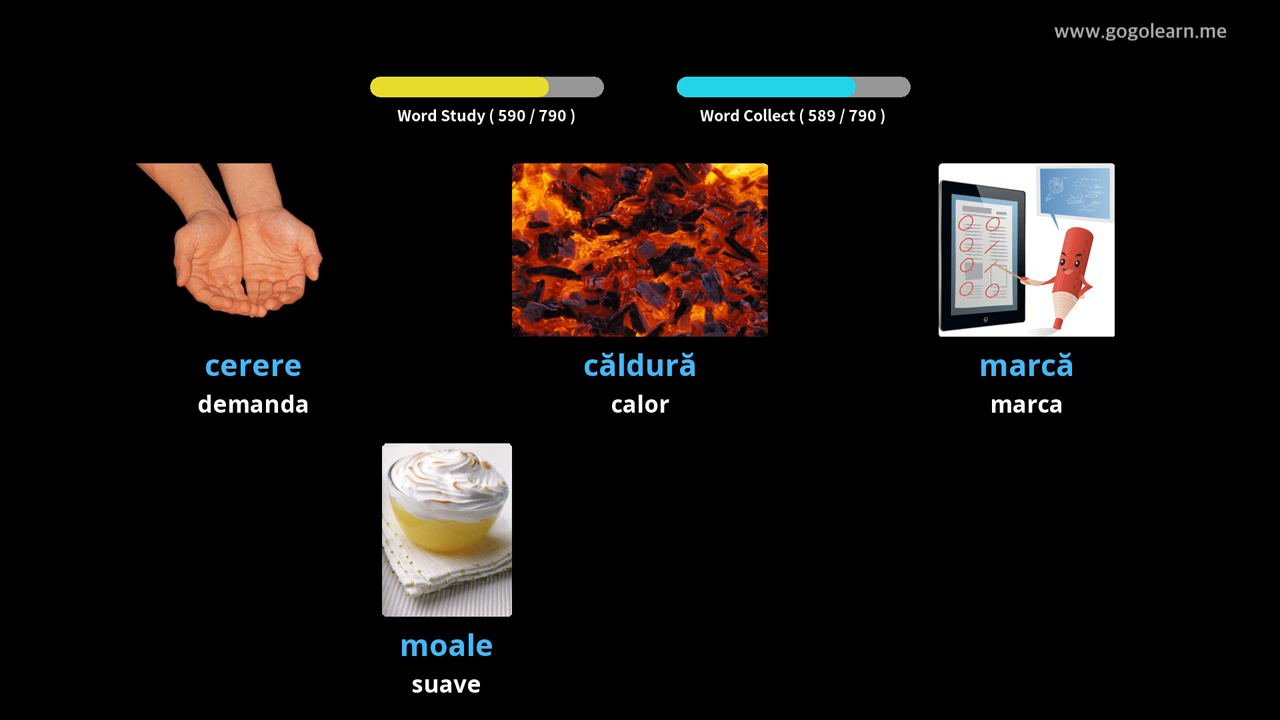 www.gogolearn.me
Word Study ( 590 / 790 )
Word Collect ( 589 / 790 )
cerere
demanda
căldură
calor
marcă
marca
moale
suave